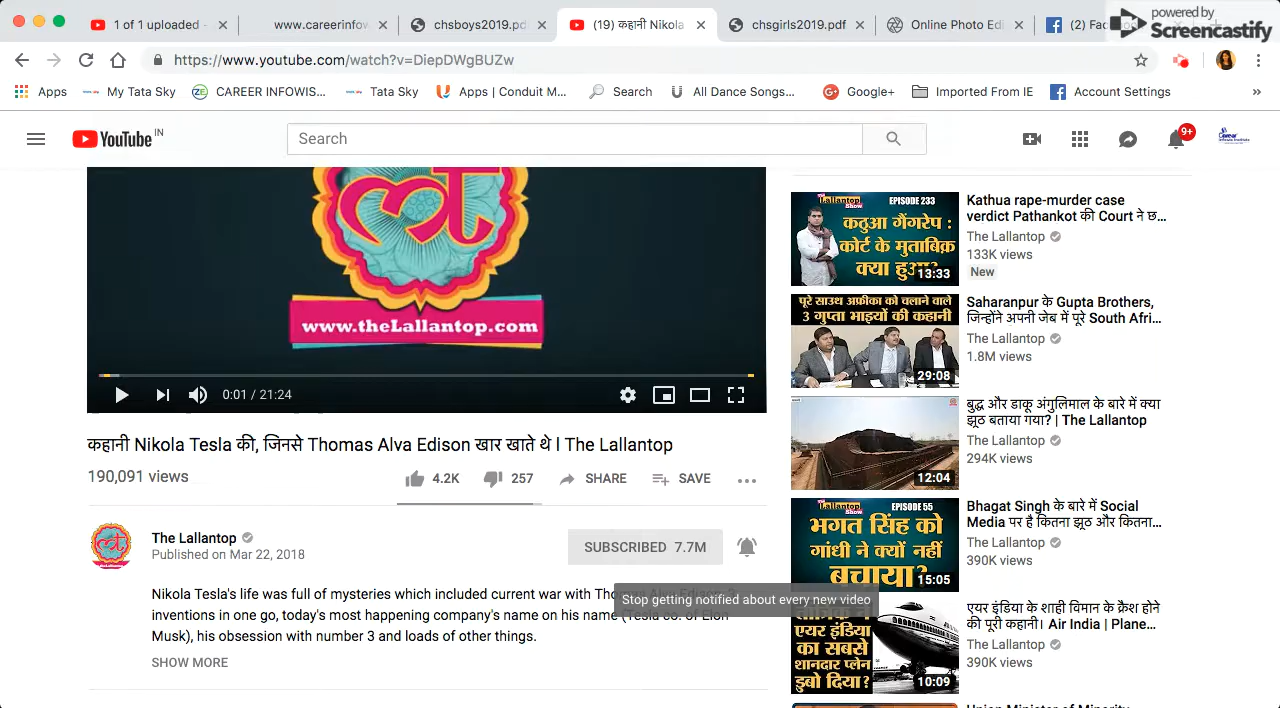 1 of 1 uploaded -
www.careerinfow
chsboys2019.pd
(19) कहानी Nikola
chsgirls2019.pdf
Online Photo Edi
(2) Fac
powered by
Screencastify
https://www.youtube.com/watch?v=DiepDWgBUZw
Apps
My Tata Sky
CAREER INFOWIS...
Tata Sky
Apps | Conduit M...
Search
All Dance Songs...
Google+
Imported From IE
Account Settings
»
YouTube IN
Search
9+
लT
www.theLallantop.com
0:01 / 21:24
कहानी Nikola Tesla की, जिनसे Thomas Alva Edison खार खाते थे l The Lallantop
190,091 views
4.2K
257
SHARE
SAVE
The Lallantop
Published on Mar 22, 2018
SUBSCRIBED 7.7M
Stop getting notified about every new video
Nikola Tesla's life was full of mysteries which included current war with
inventions in one go, today's most happening company's name on his name (Tesla co. of Elon
Musk), his obsession with number 3 and loads of other things.
SHOW MORE
The Lallantop Show EPISODE 233
कठुआ गैंगरेप :
कोर्ट के मुताबिक़
क्या हुआ?
13:33
Kathua rape-murder case
verdict Pathankot की Court ने छ...
The Lallantop
133K views
New
पूरे साउथ अफ्रीका को चलाने वाले
3 गुप्ता भाइयों की कहानी
29:08
Saharanpur के Gupta Brothers,
जिन्होंने अपनी जेब में पूरे South Afri...
The Lallantop
1.8M views
12:04
बुद्ध और डाकू अंगुलिमाल के बारे में क्या
झूठ बताया गया? | The Lallantop
The Lallantop
294K views
The Lallantop Show EPISODE 55
भगत सिंह को
गांधी ने क्यों नहीं
बचाया?
15:05
Bhagat Singh के बारे में Social
Media पर है कितना झूठ और कितना...
The Lallantop
390K views
तांत्रिक ने
एयर इंडिया
का सबसे
शानदार प्लेन
डुबो दिया?
10:09
एयर इंडिया के शाही विमान के क्रैश होने
की पूरी कहानी। Air India | Plane...
The Lallantop
390K views
Union Minister of Minority